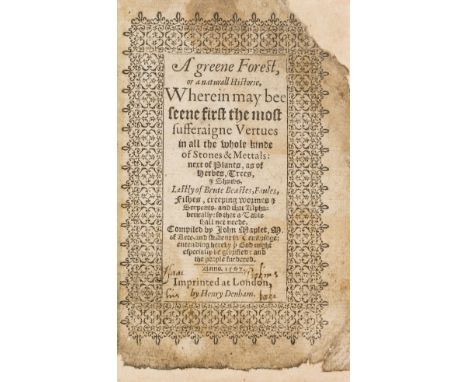 A greene Forest,
or a naturall Historie,
Wherein may bee
seene first the most
sufferaigne Vertues
in all the whole kinde
of Stones & Mettals:
next of Plants, as of
Herbes, Trees,
& Shrubs,
Lastly of Brute Beastes, Foules,
Fishes, creeping wormes &
Serpents, and that Alpha-
betically: so that a Table
shall not neede.
Compiled by John Maplet, M.
of Arte, and student in Cambridge:
entending hereby yͭ God might
especially be glorified: and
the people furdered.
Anno. 1567.
Imprinted at London,
by Henry Denham.